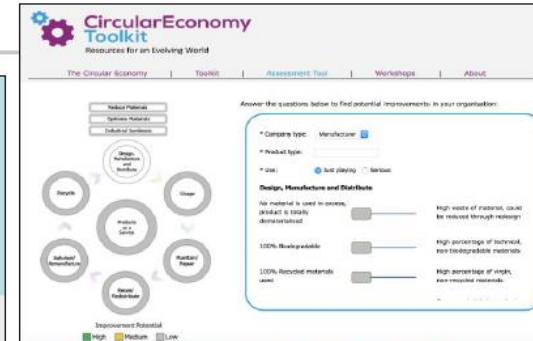 CircularEconomy
Toolkit
Resources for an Evolving World
The Circular Economy | Toolkit | Assessment Tool | Workshops | About
Reduce Materials
Optimise Materials
Industrial Symbiosis
Design,
Manufacture
and
Distribute
Usage
Maintain/
Repair
Reuse/
Redistribute
Refurbish/
Remanufacture
Recycle
Products
as a
Service
Improvement Potential
High Medium Low
Answer the questions below to find potential improvements in your organisation:
* Company type: Manufacturer
* Product type:
* Use: Just playing Serious
Design, Manufacture and Distribute
No material is used in excess,
product is totally
dematerialised
High waste of material, could
be reduced through redesign
100% Biodegradable
High percentage of technical,
non-biodegradable materials
100% Recycled materials
used
High percentage of virgin,
non-recycled materials